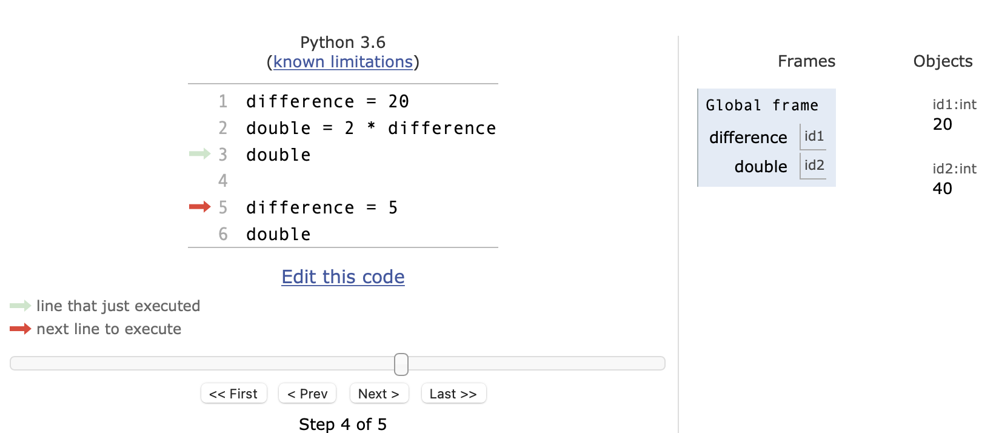 Python 3.6
(known limitations)
1 difference = 20
2 double = 2 * difference
3 double
4
5 difference = 5
6 double
Edit this code
line that just executed
next line to execute
<< First < Prev Next > Last >>
Step 4 of 5
Frames Objects
Global frame
difference id1
double id2
id1:int
20
id2:int
40